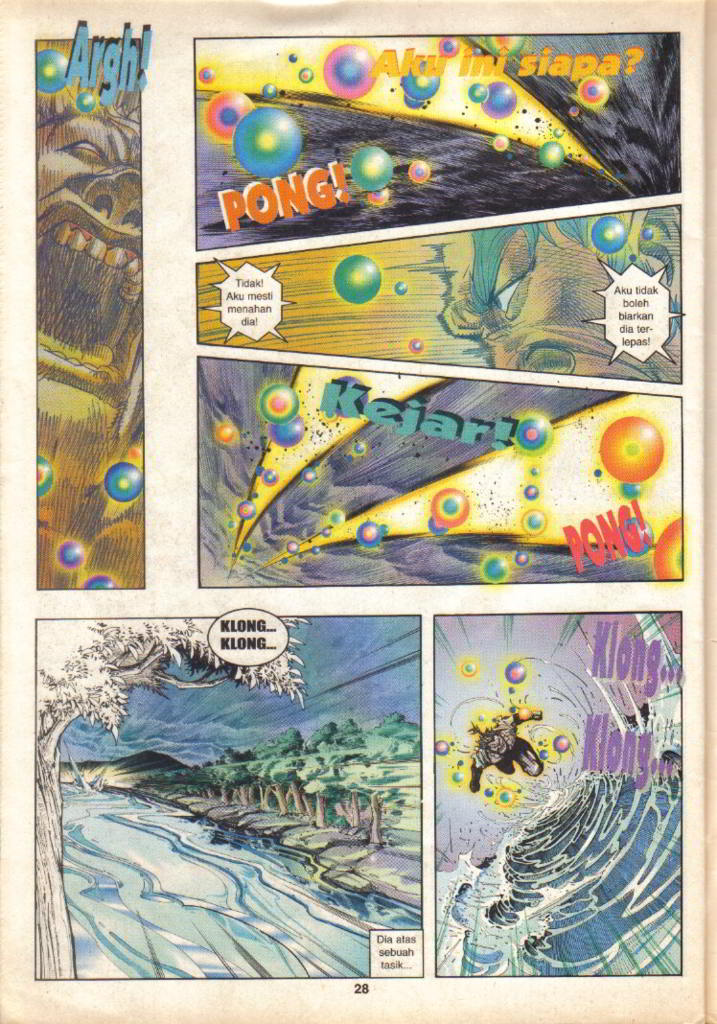 Argh!
Aku ini siapa?
PONG!
Tidak!
Aku mesti
menahan
dia!
Aku tidak
boleh
biarkan
dia ter-
lepas!
Kejar!
PONG!
KLONG...
KLONG...
Dia atas
sebuah
tasik...
Klong...
Klong...
28